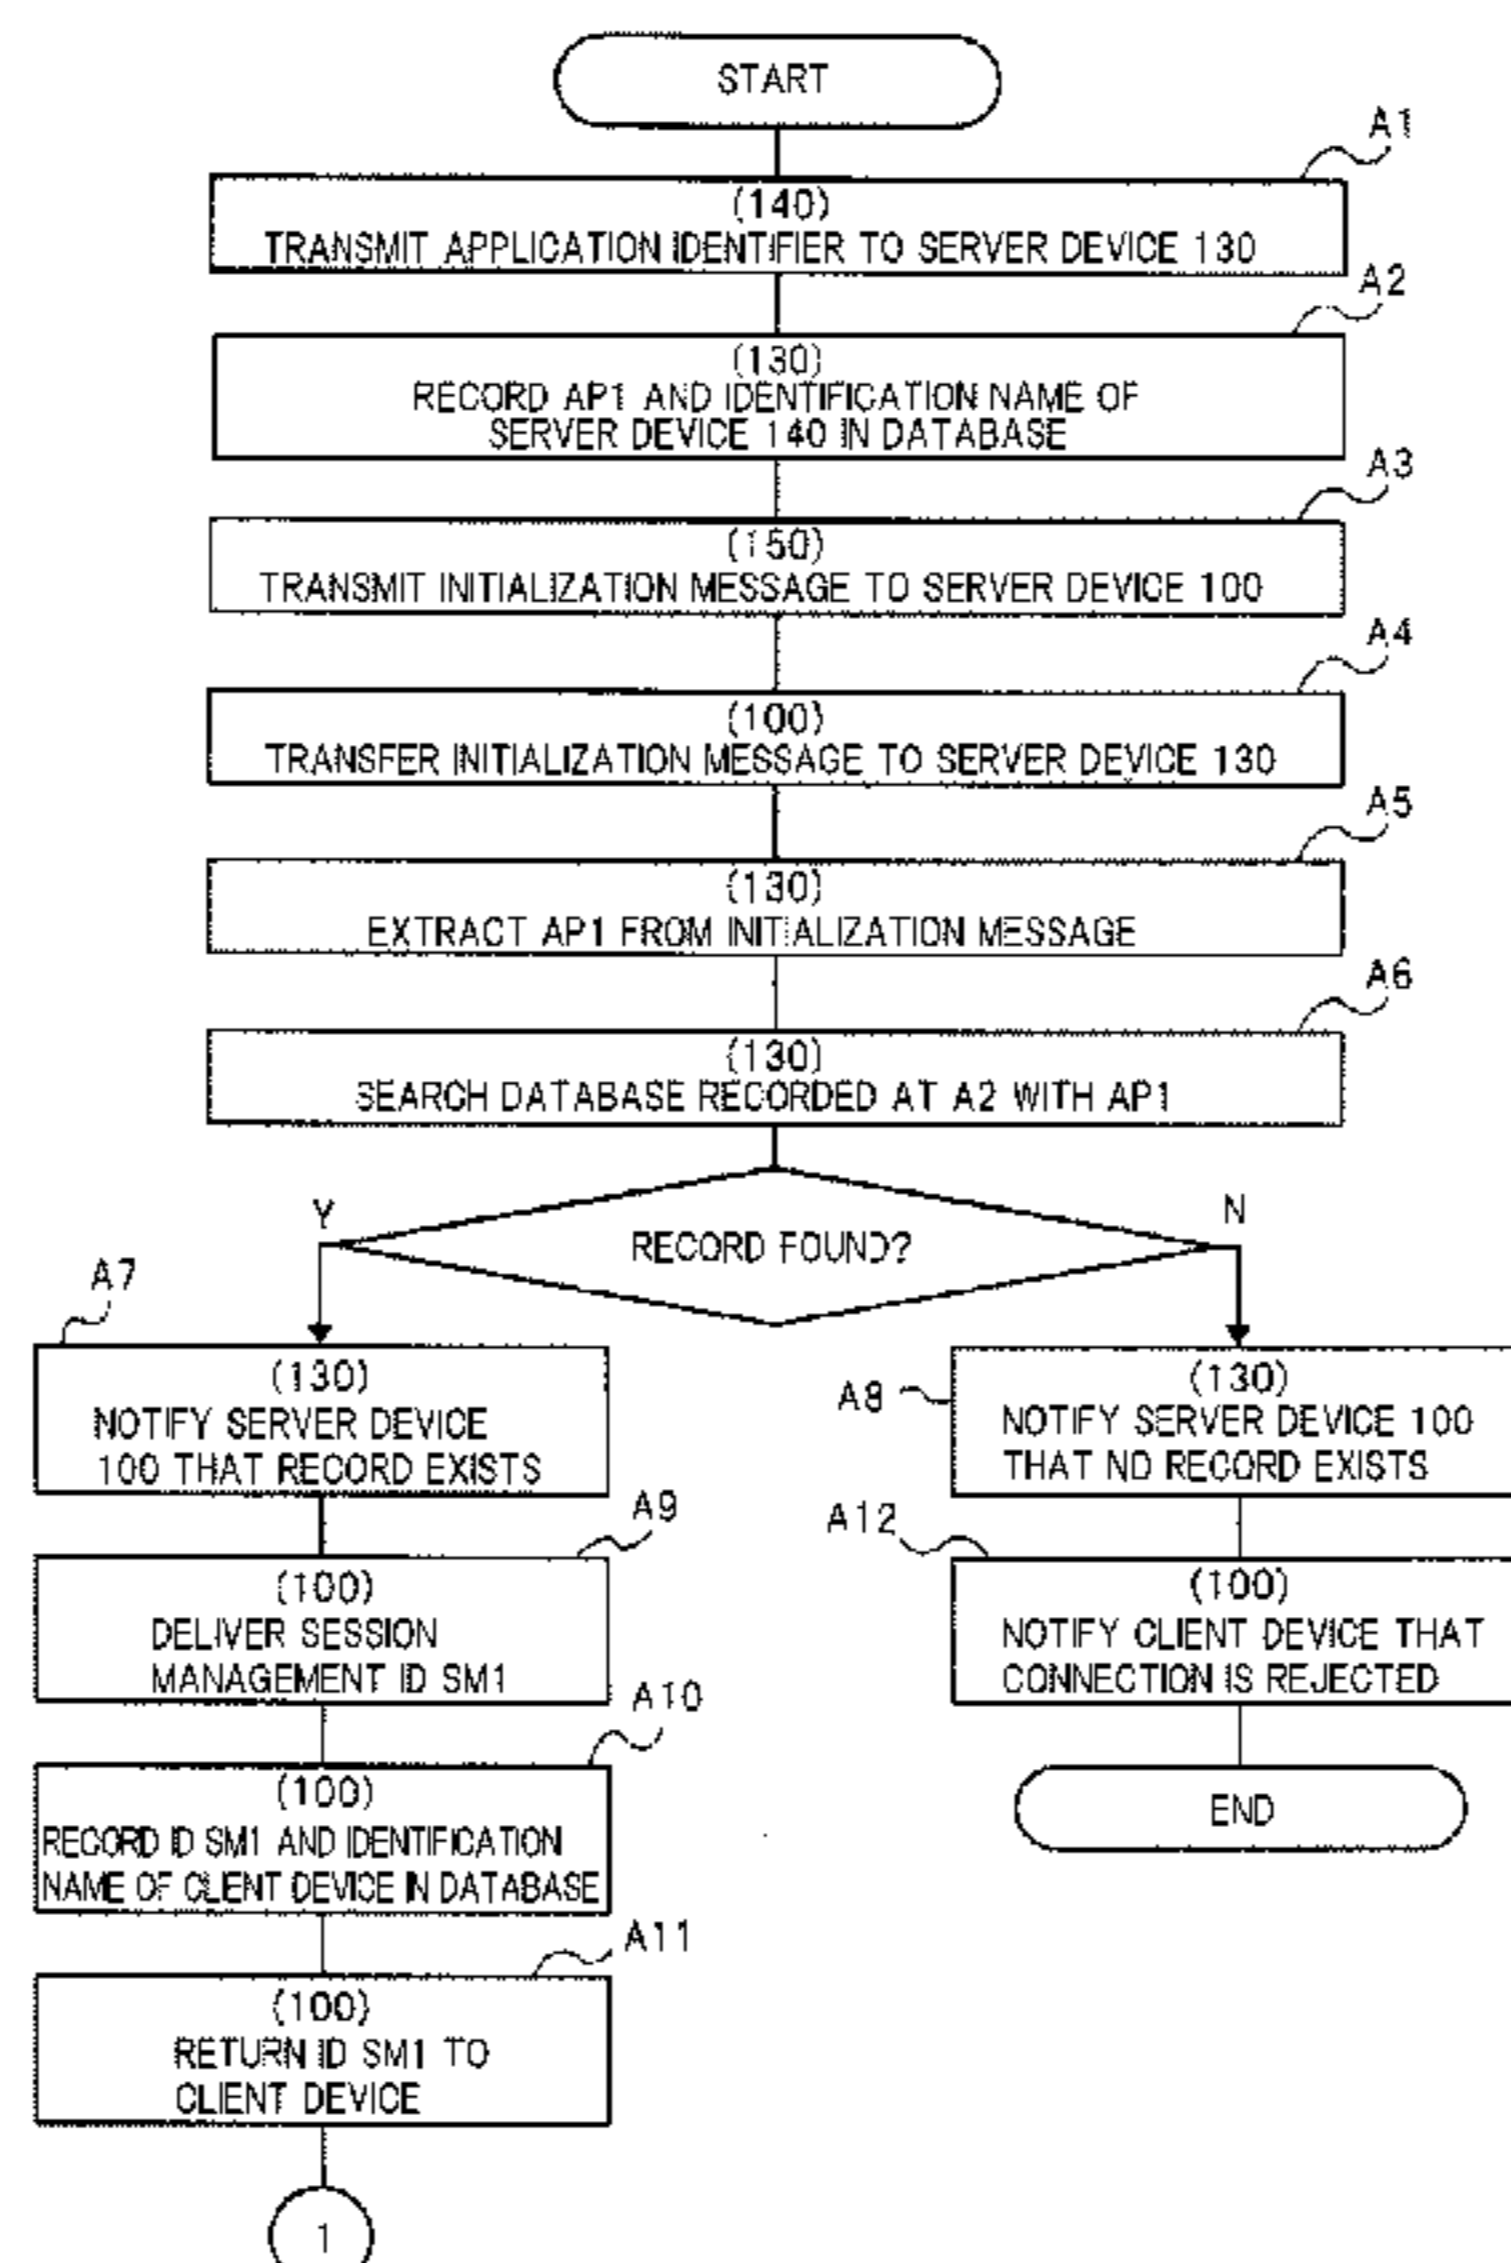 START
A1
(140)
TRANSMIT APPLICATION IDENTIFIER TO SERVER DEVICE 130
A2
(130)
RECORD AP1 AND IDENTIFICATION NAME OF
SERVER DEVICE 140 IN DATABASE
A3
(150)
TRANSMIT INITIALIZATION MESSAGE TO SERVER DEVICE 100
A4
(100)
TRANSFER INITIALIZATION MESSAGE TO SERVER DEVICE 130
A5
(130)
EXTRACT AP1 FROM INITIALIZATION MESSAGE
A6
(130)
SEARCH DATABASE RECORDED AT A2 WITH AP1
Y
RECORD FOUND?
N
A7
(130)
NOTIFY SERVER DEVICE
100 THAT RECORD EXISTS
A8
(130)
NOTIFY SERVER DEVICE 100
THAT NO RECORD EXISTS
A9
(100)
DELIVER SESSION
MANAGEMENT ID SM1
A12
(100)
NOTIFY CLIENT DEVICE THAT
CONNECTION IS REJECTED
A10
(100)
RECORD ID SM1 AND IDENTIFICATION
NAME OF CLIENT DEVICE IN DATABASE
END
A11
(100)
RETURN ID SM1 TO
CLIENT DEVICE
1